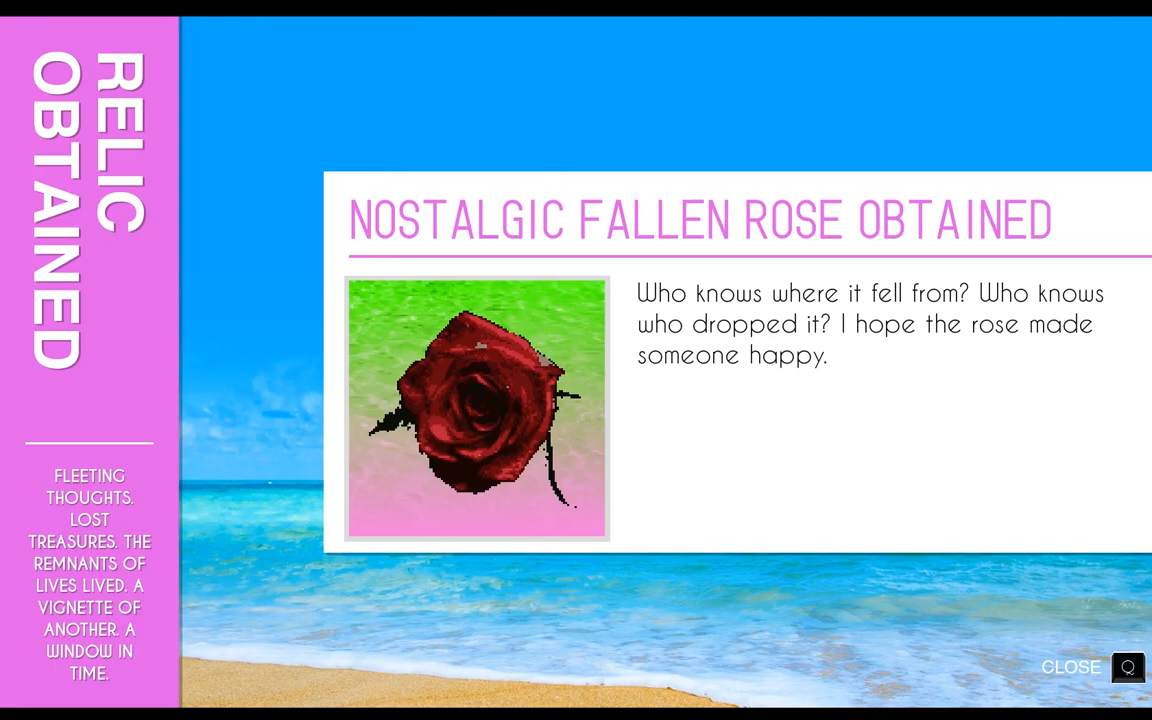 RELIC
OBTAINED
FLEETING
THOUGHTS.
LOST
TREASURES. THE
REMNANTS OF
LIVES LIVED. A
VIGNETTE OF
ANOTHER. A
WINDOW IN
TIME.
NOSTALGIC FALLEN ROSE OBTAINED
Who knows where it fell from? Who knows
who dropped it? I hope the rose made
someone happy.
CLOSE Q